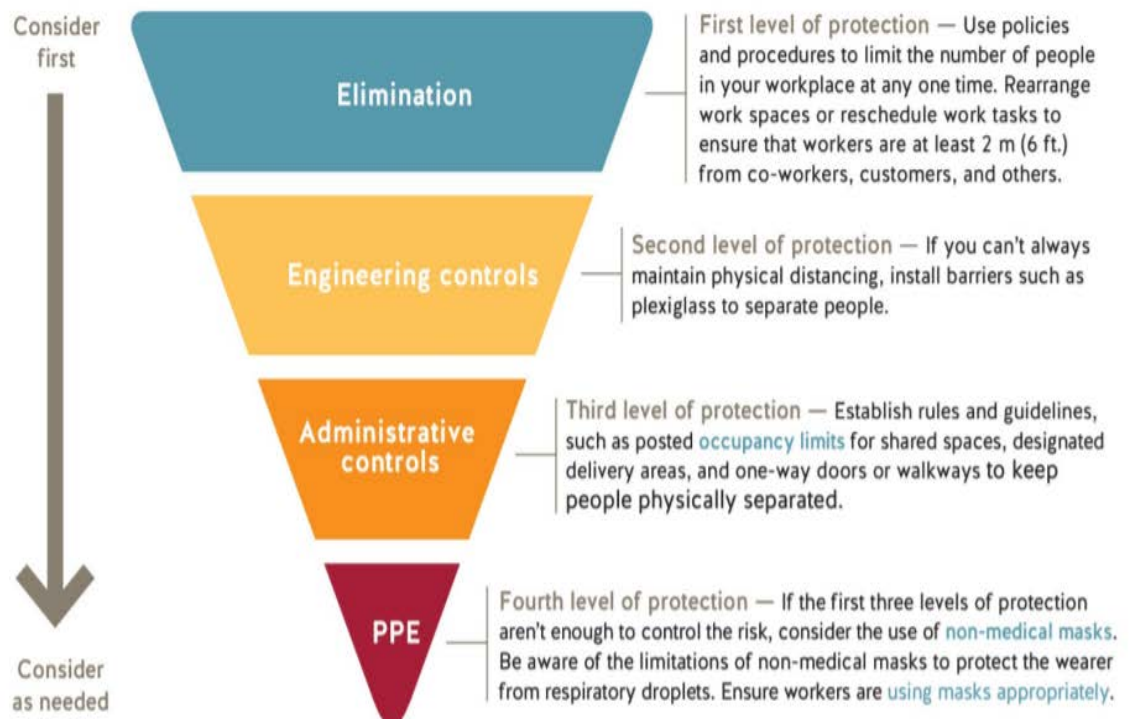 Consider
first
Elimination
First level of protection — Use policies
and procedures to limit the number of people
in your workplace at any one time. Rearrange
work spaces or reschedule work tasks to
ensure that workers are at least 2 m (6 ft.)
from co-workers, customers, and others.
Engineering controls
Second level of protection — If you can't always
maintain physical distancing, install barriers such as
plexiglass to separate people.
Administrative
controls
Third level of protection — Establish rules and guidelines,
such as posted occupancy limits for shared spaces, designated
delivery areas, and one-way doors or walkways to keep
people physically separated.
PPE
Fourth level of protection — If the first three levels of protection
aren't enough to control the risk, consider the use of non-medical masks.
Be aware of the limitations of non-medical masks to protect the wearer
from respiratory droplets. Ensure workers are using masks appropriately.
Consider
as needed